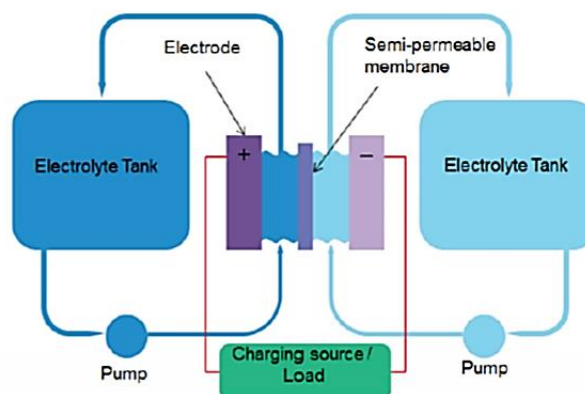 Electrode
Semi-permeable
membrane
Electrolyte Tank
+
–
Electrolyte Tank
Pump
Charging source /
Load
Pump